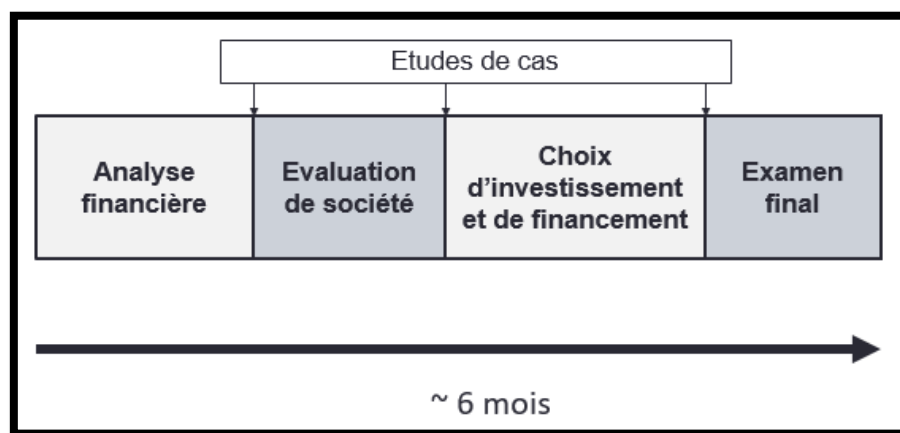 Etudes de cas
Analyse
financière
Evaluation
de société
Choix
d’investissement
et de financement
Examen
final
~ 6 mois